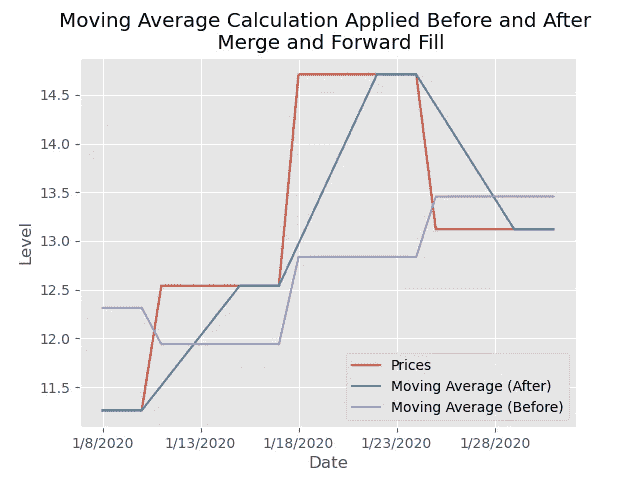 Moving Average Calculation Applied Before and After
Merge and Forward Fill
14.5
14.0
13.5
13.0
12.5
12.0
11.5
Level
Prices
Moving Average (After)
Moving Average (Before)
1/8/2020 1/13/2020 1/18/2020 1/23/2020 1/28/2020
Date